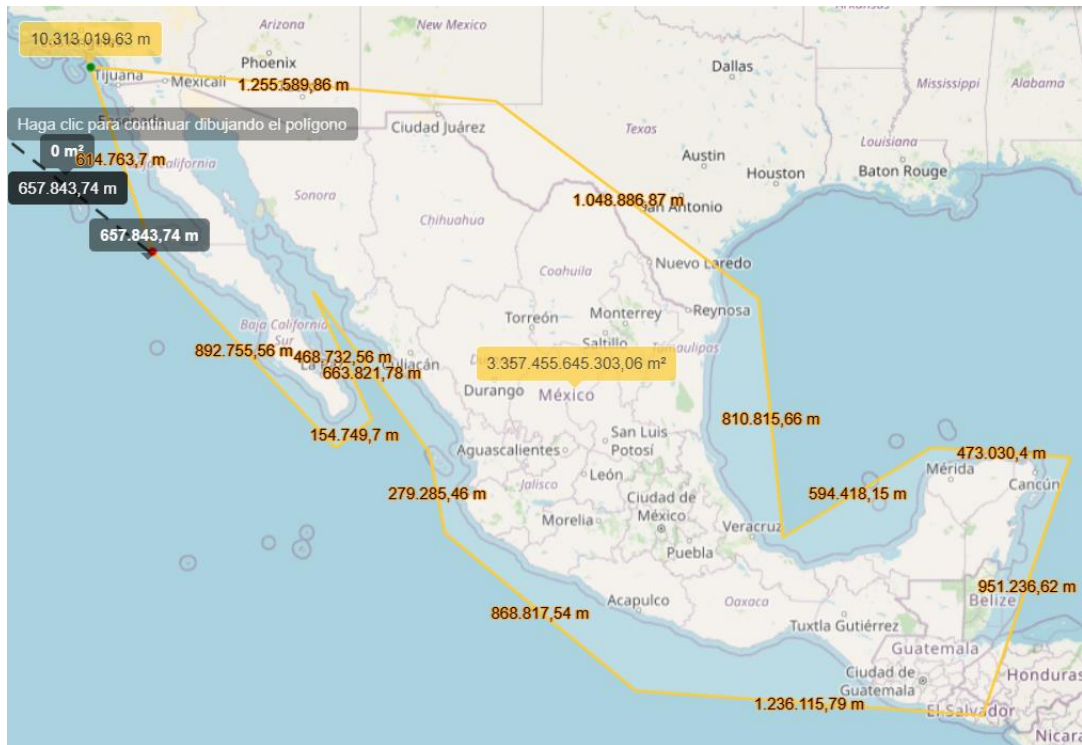 Arizona
New Mexico
Arkansas
10.313.019,63 m
Phoenix
Dallas
Tijuana
Mexicali
1.255.589,86 m
Mississippi
Alabama
Haga clic para continuar dibujando el polígono
Ciudad Juárez
Texas
0 m²
614.763,7 m
Louisiana
Austin
Baton Rouge
Houston
657.843,74 m
Sonora
1.048.886,87 m
San Antonio
Chihuahua
657.843,74 m
Coahuila
Nuevo Laredo
Torreón
Monterrey
Reynosa
Baja California
Sur
892.755,56 m
468.732,56 m
Culiacán
Saltillo
Tamaulipas
663.821,78 m
3.357.455.645.303,06 m²
Durango
México
810.815,66 m
154.749,7 m
San Luis
Potosí
Aguascalientes
473.030,4 m
Mérida
León
Cancún
279.285,46 m
Jalisco
594.418,15 m
Ciudad de
México
Morelia
Veracruz
Puebla
951.236,62 m
Belize
868.817,54 m
Acapulco
Oaxaca
Tuxtla Gutiérrez
Guatemala
Ciudad de
Guatemala
Honduras
1.236.115,79 m
El Salvador
Nicara